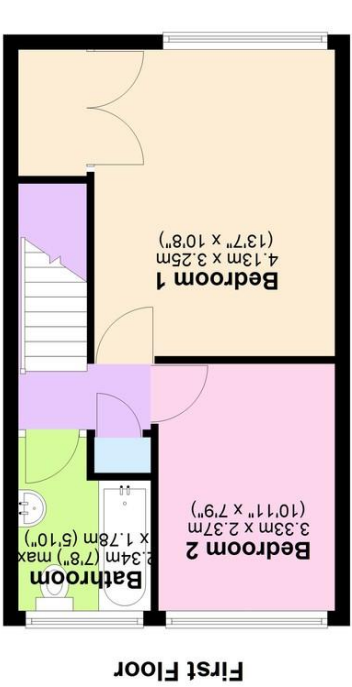 First Floor
Bathroom
2.34m (7'8") max
x 1.78m (5'10")
Bedroom 2
3.33m x 2.37m
(10'11" x 7'9")
Bedroom 1
4.13m x 3.25m
(13'7" x 10'8")